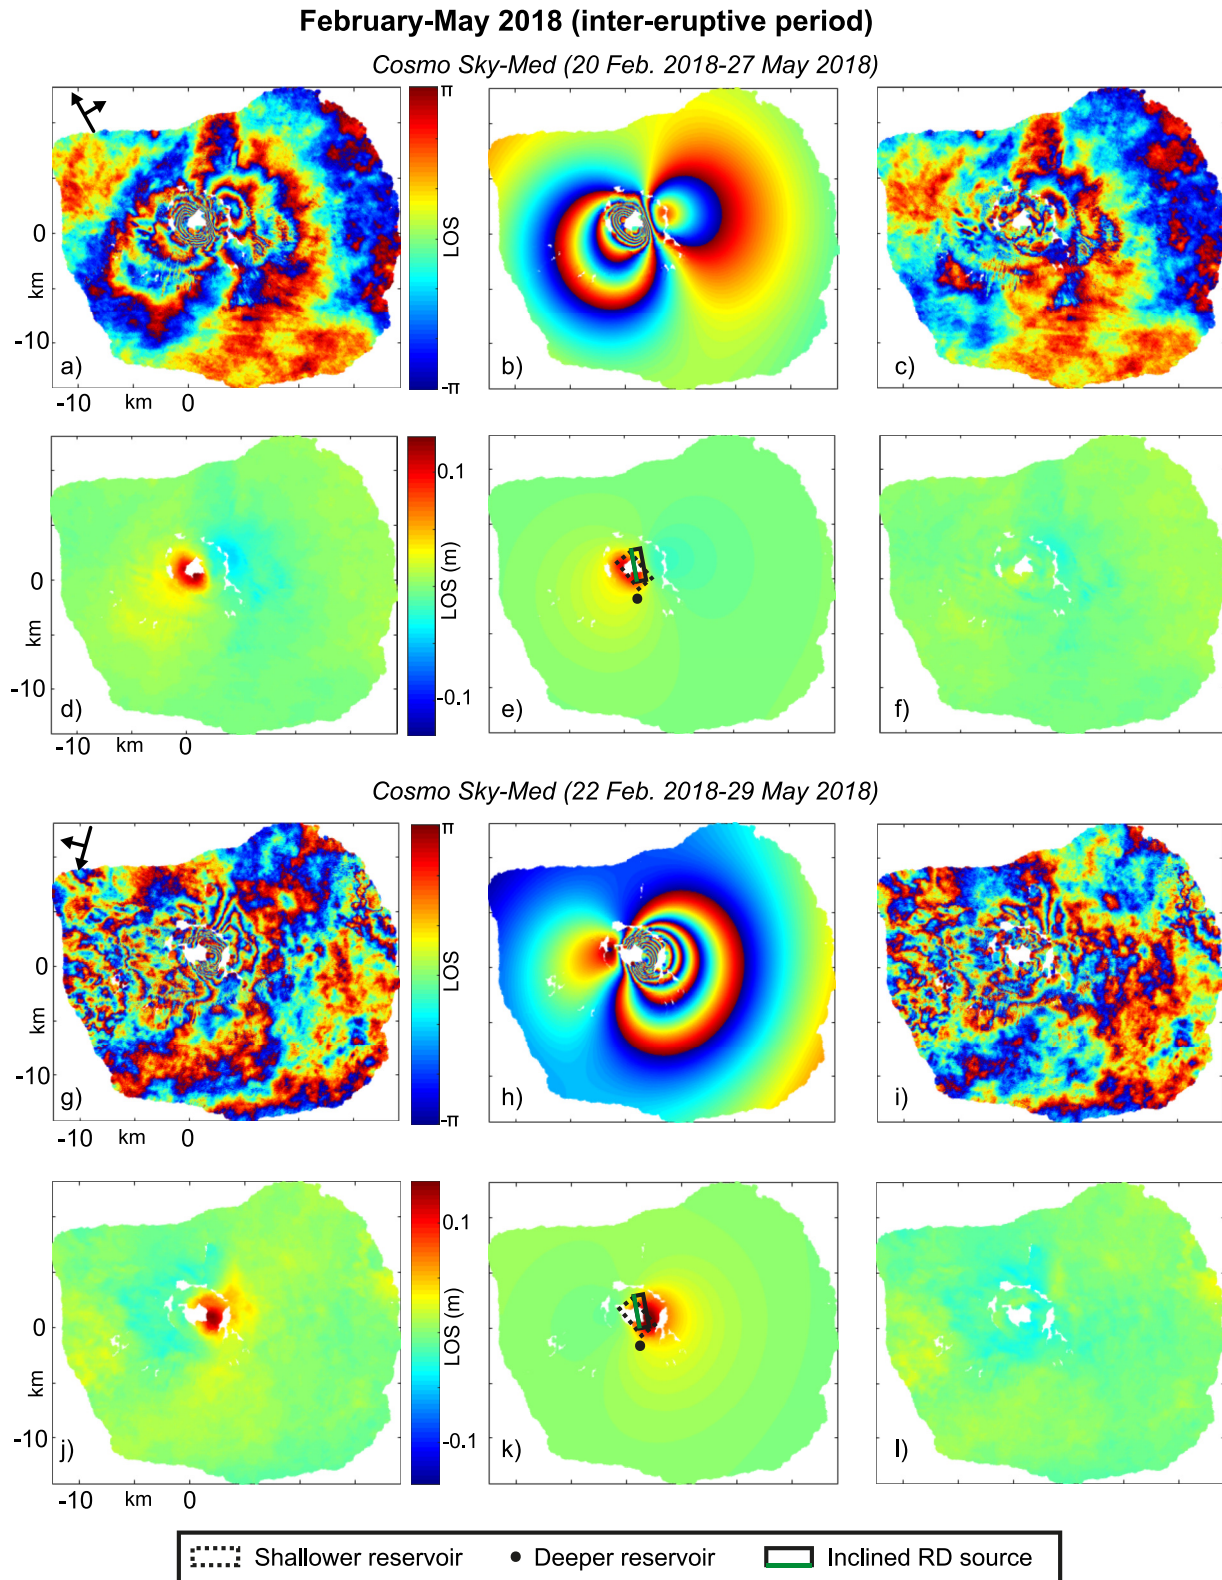 February-May 2018 (inter-eruptive period)
Cosmo Sky-Med (20 Feb. 2018-27 May 2018)
π
LOS
-π
0
km
-10
a)
b)
c)
-10 km 0
0.1
LOS (m)
-0.1
0
km
-10
d)
e)
f)
-10 km 0
Cosmo Sky-Med (22 Feb. 2018-29 May 2018)
π
LOS
-π
0
km
-10
g)
h)
i)
-10 km 0
0.1
LOS (m)
-0.1
0
km
-10
j)
k)
l)
-10 km 0
Shallower reservoir Deeper reservoir Inclined RD source